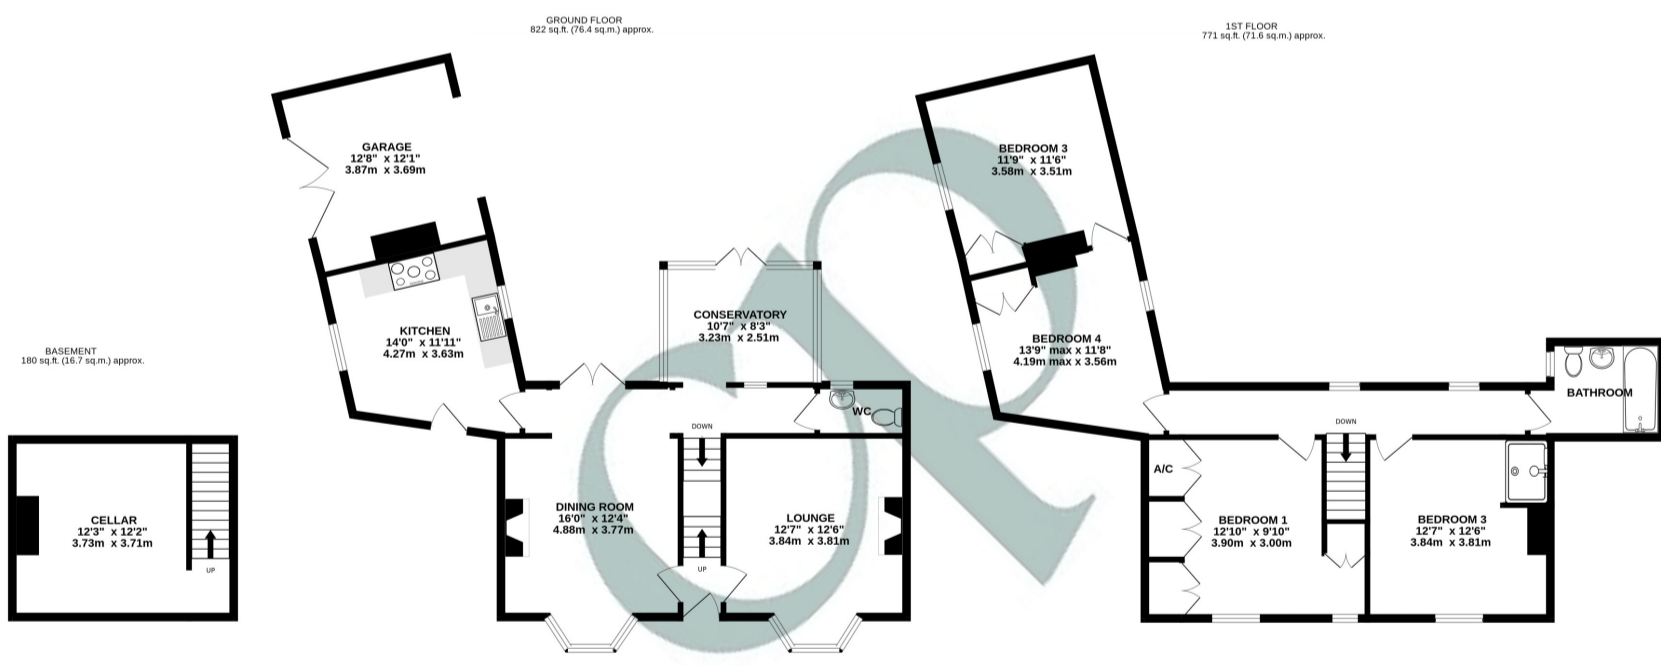 BASEMENT
180 sq.ft. (16.7 sq.m.) approx.
CELLAR
12'3" x 12'2"
3.73m x 3.71m
UP
GROUND FLOOR
822 sq.ft. (76.4 sq.m.) approx.
GARAGE
12'8" x 12'1"
3.87m x 3.69m
KITCHEN
14'0" x 11'11"
4.27m x 3.63m
CONSERVATORY
10'7" x 8'3"
3.23m x 2.51m
WC
DOWN
DINING ROOM
16'0" x 12'4"
4.88m x 3.77m
LOUNGE
12'7" x 12'6"
3.84m x 3.81m
UP
1ST FLOOR
771 sq.ft. (71.6 sq.m.) approx.
BEDROOM 3
11'9" x 11'6"
3.58m x 3.51m
BEDROOM 4
13'9" max x 11'8"
4.19m max x 3.56m
BATHROOM
DOWN
A/C
BEDROOM 1
12'10" x 9'10"
3.90m x 3.00m
BEDROOM 3
12'7" x 12'6"
3.84m x 3.81m